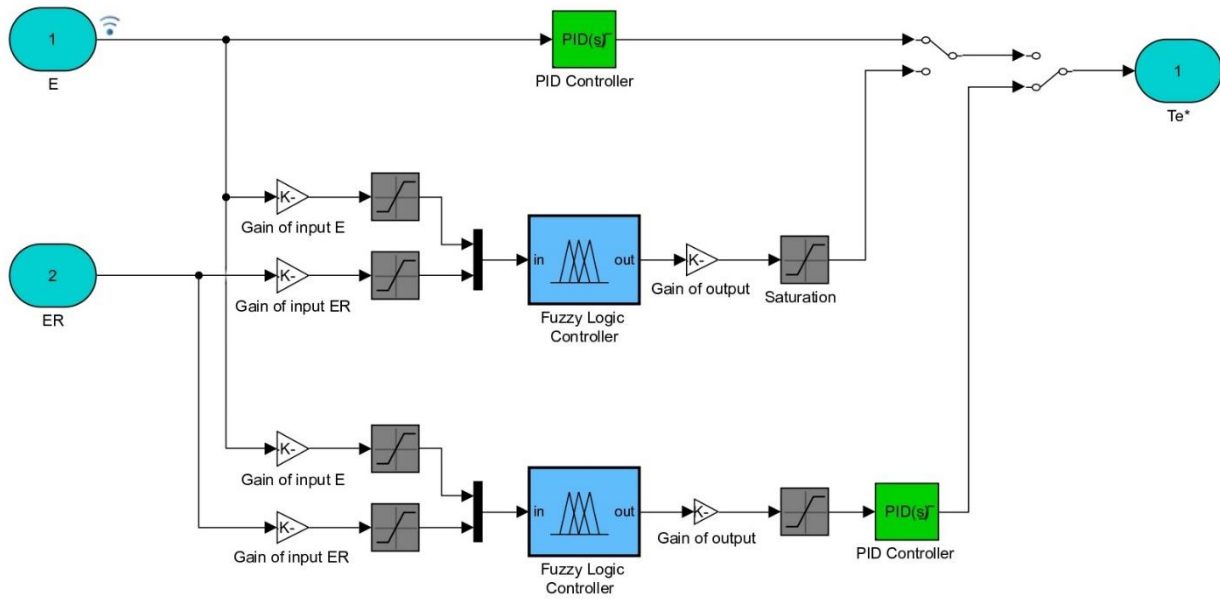 1
E
PID(s)
PID Controller
1
Te*
K-
Gain of input E
2
ER
K-
Gain of input ER
in
out
Fuzzy Logic
Controller
K-
Gain of output
Saturation
K-
Gain of input E
K-
Gain of input ER
in
out
Fuzzy Logic
Controller
K-
Gain of output
PID(s)
PID Controller